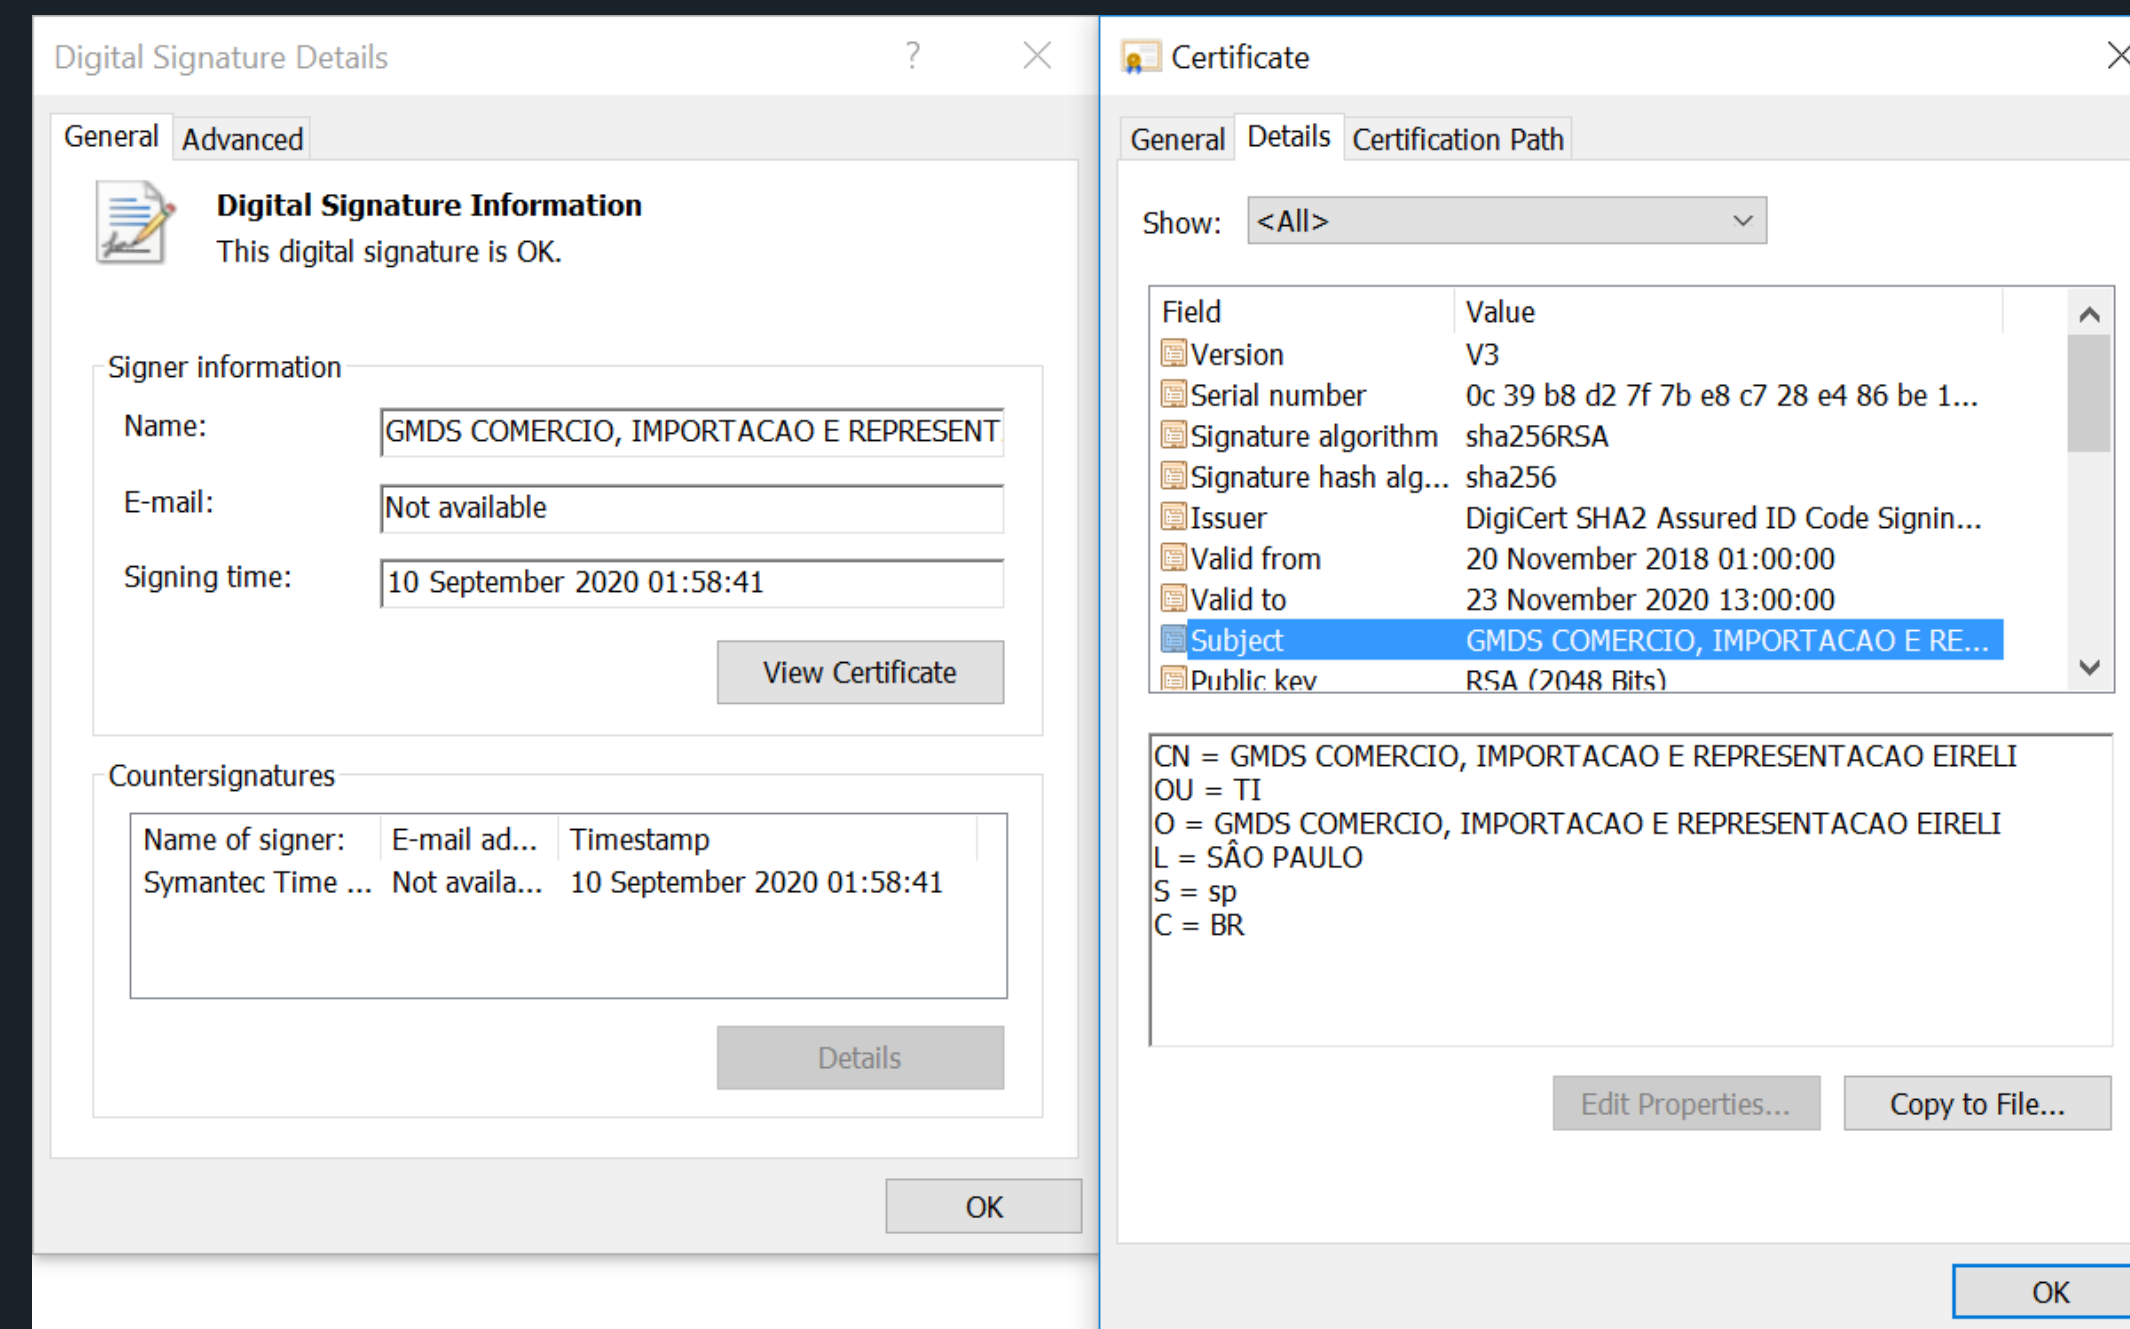 Digital Signature Details
General
Advanced
Digital Signature Information
This digital signature is OK.
Signer information
Name:
GMDS COMERCIO, IMPORTACAO E REPRESENT
E-mail:
Not available
Signing time:
10 September 2020 01:58:41
View Certificate
Countersignatures
Name of signer: E-mail ad... Timestamp
Symantec Time ... Not availa... 10 September 2020 01:58:41
Details
OK
Certificate
General
Details
Certification Path
Show: <All>
Field Value
Version V3
Serial number 0c 39 b8 d2 7f 7b e8 c7 28 e4 86 be 1...
Signature algorithm sha256RSA
Signature hash alg... sha256
Issuer DigiCert SHA2 Assured ID Code Signin...
Valid from 20 November 2018 01:00:00
Valid to 23 November 2020 13:00:00
Subject GMDS COMERCIO, IMPORTACAO E RE...
Public key RSA (2048 Bits)
CN = GMDS COMERCIO, IMPORTACAO E REPRESENTACAO EIRELI
OU = TI
O = GMDS COMERCIO, IMPORTACAO E REPRESENTACAO EIRELI
L = SÂO PAULO
S = sp
C = BR
Edit Properties...
Copy to File...
OK